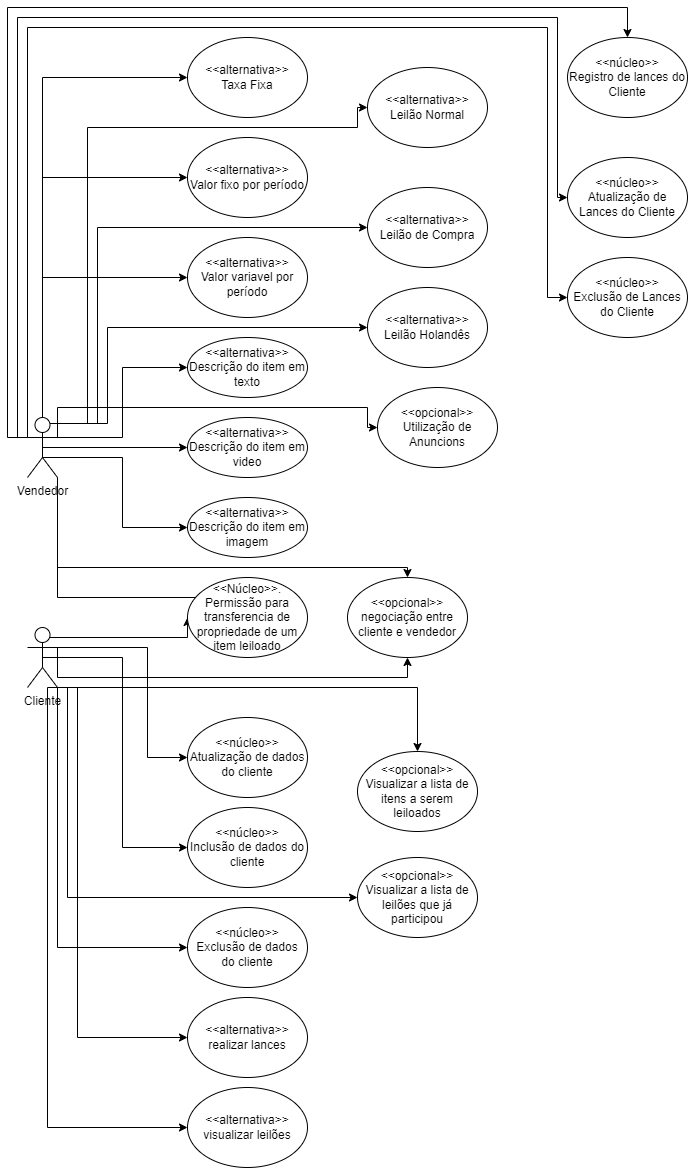 <<alternativa>>
Taxa Fixa
<<alternativa>>
Leilão Normal
<<núcleo>>
Registro de lances do
Cliente
<<alternativa>>
Valor fixo por período
<<alternativa>>
Leilão de Compra
<<núcleo>>
Atualização de
Lances do Cliente
<<alternativa>>
Valor variavel por
período
<<alternativa>>
Leilão Holandês
<<núcleo>>
Exclusão de Lances
do Cliente
<<alternativa>>
Descrição do item em
texto
<<opcional>>
Utilização de
Anuncions
<<alternativa>>
Descrição do item em
video
Vendedor
<<alternativa>>
Descrição do item em
imagem
<<Núcleo>>.
Permissão para
transferencia de
propriedade de um
item leiloado
<<opcional>>
negociação entre
cliente e vendedor
Cliente
<<núcleo>>
Atualização de dados
do cliente
<<opcional>>
Visualizar a lista de
itens a serem
leiloados
<<núcleo>>
Inclusão de dados do
cliente
<<opcional>>
Visualizar a lista de
leilões que já
participou
<<núcleo>>
Exclusão de dados
do cliente
<<alternativa>>
realizar lances
<<alternativa>>
visualizar leilões